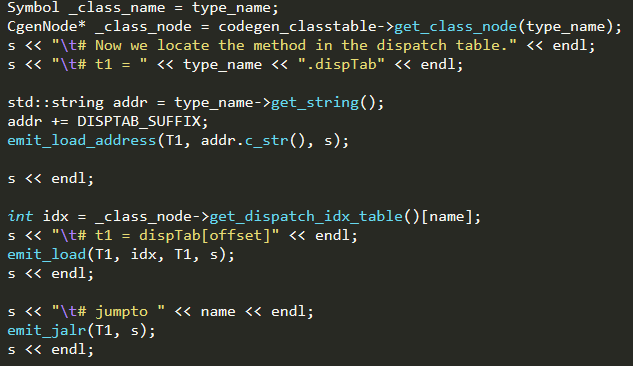 Symbol _class_name = type_name;
CgenNode* _class_node = codegen_classtable->get_class_node(type_name);
s << "\t# Now we locate the method in the dispatch table." << endl;
s << "\t# t1 = " << type_name << ".dispTab" << endl;
std::string addr = type_name->get_string();
addr += DISPTAB_SUFFIX;
emit_load_address(T1, addr.c_str(), s);
s << endl;
int idx = _class_node->get_dispatch_idx_table()[name];
s << "\t# t1 = dispTab[offset]" << endl;
emit_load(T1, idx, T1, s);
s << endl;
s << "\t# jumpto " << name << endl;
emit_jalr(T1, s);
s << endl;